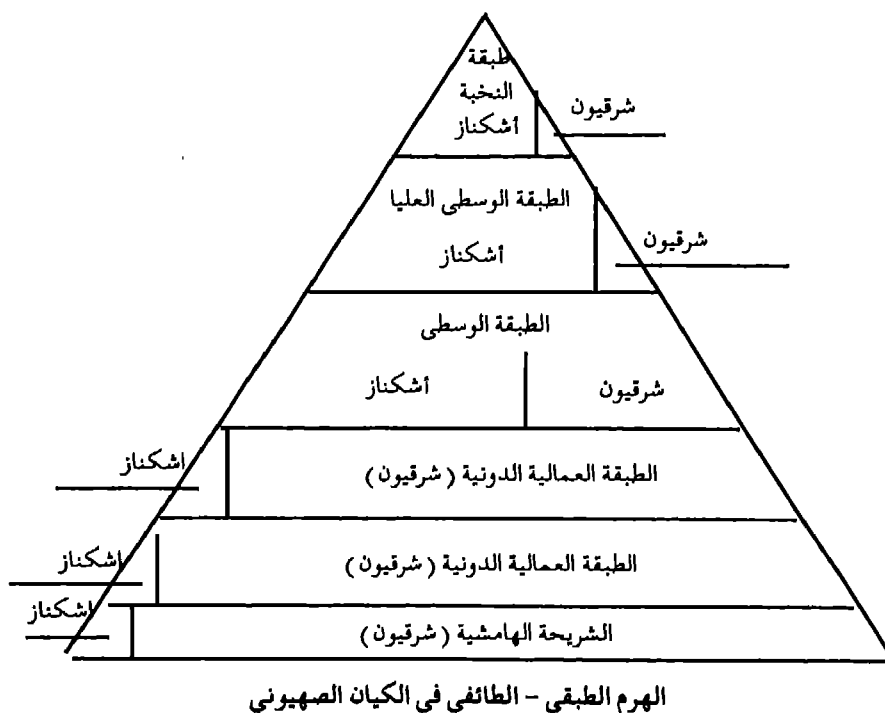 طبقة
النخبة
أشكناز
شرقيون
الطبقة الوسطى العليا
شرقيون
أشكناز
الطبقة الوسطى
شرقيون
أشكناز
الطبقة العمالية الدونية (شرقيون)
اشكناز
الطبقة العمالية الدونية (شرقيون)
إشكناز
الشريحة الهامشية (شرقيون)
اشكناز
الهرم الطبقي - الطائفي في الكيان الصهيوني